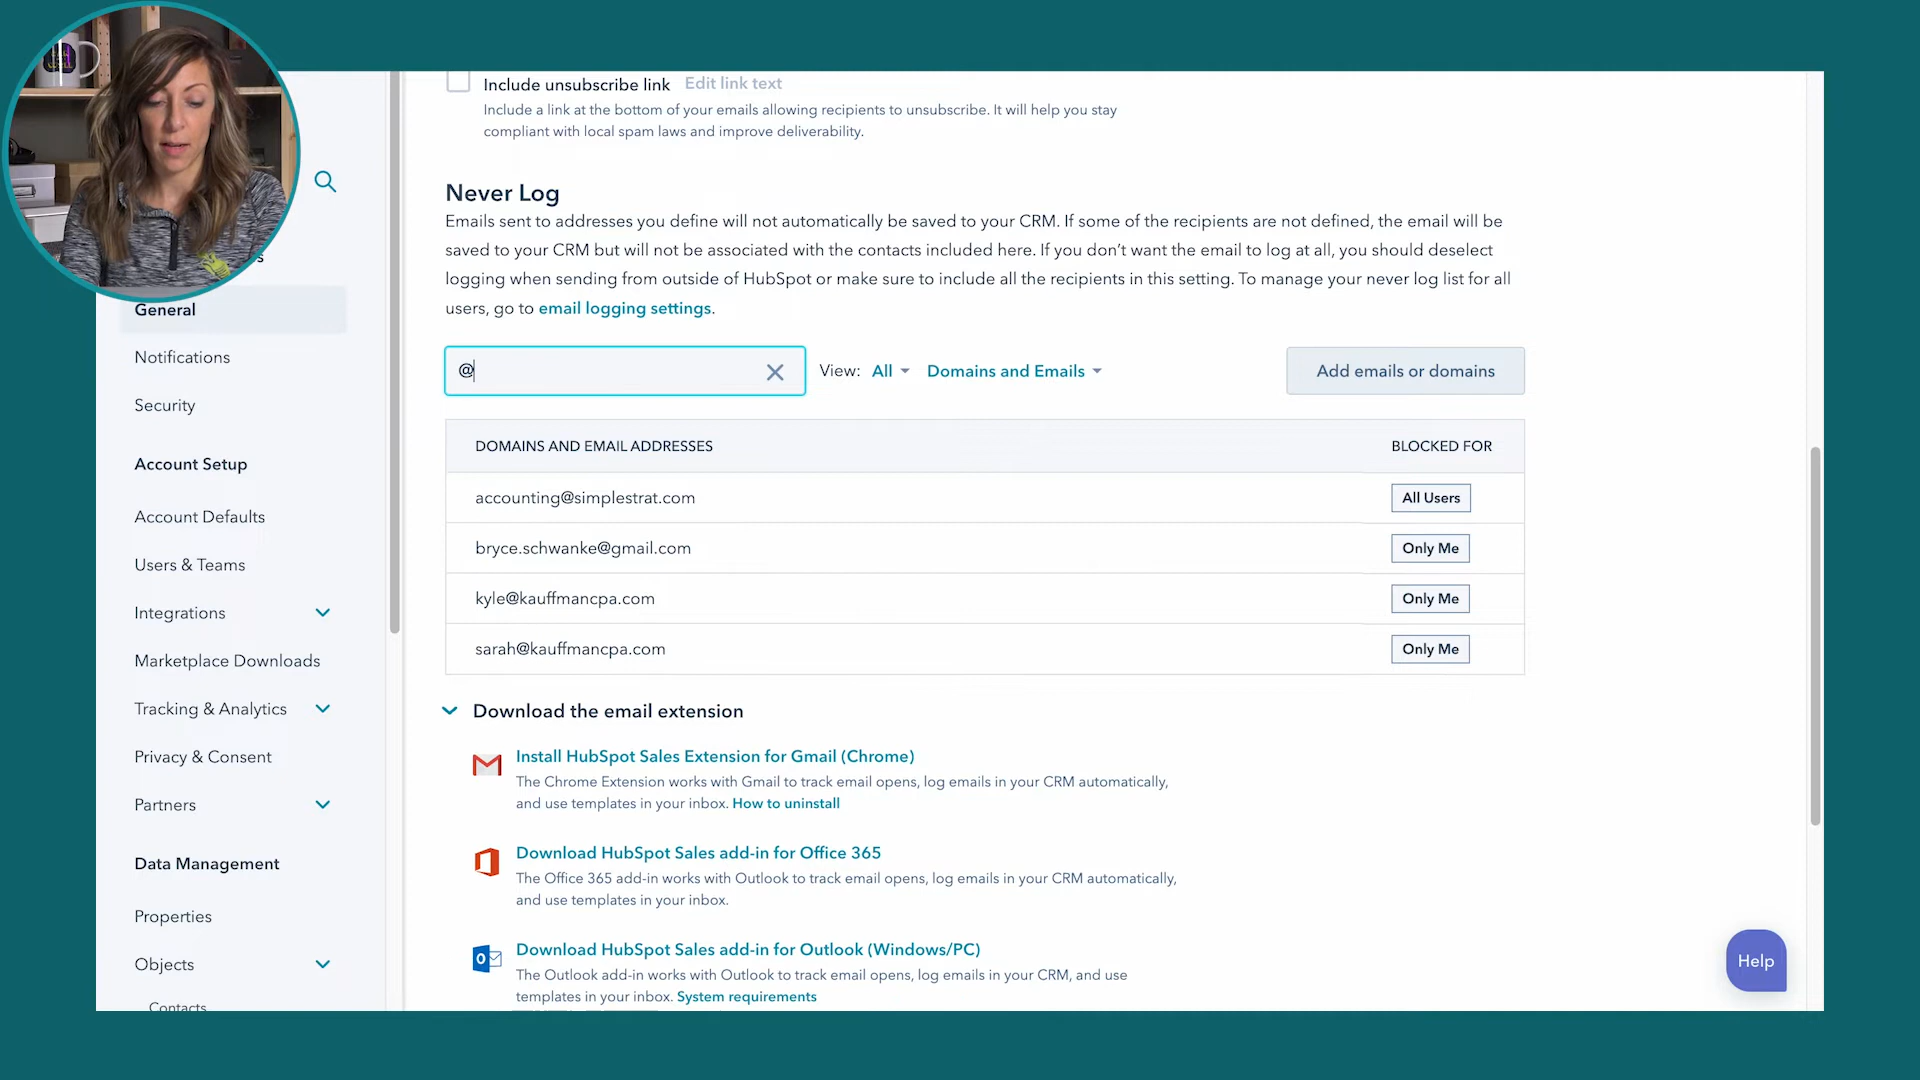 Include unsubscribe link Edit link text
Include a link at the bottom of your emails allowing recipients to unsubscribe. It will help you stay
compliant with local spam laws and improve deliverability.
Never Log
Emails sent to addresses you define will not automatically be saved to your CRM. If some of the recipients are not defined, the email will be
saved to your CRM but will not be associated with the contacts included here. If you don’t want the email to log at all, you should deselect
logging when sending from outside of HubSpot or make sure to include all the recipients in this setting. To manage your never log list for all
users, go to email logging settings.
General
Notifications
Security
Account Setup
Account Defaults
Users & Teams
Integrations
Marketplace Downloads
Tracking & Analytics
Privacy & Consent
Partners
Data Management
Properties
Objects
Contacts
@
View: All Domains and Emails
Add emails or domains
DOMAINS AND EMAIL ADDRESSES BLOCKED FOR
accounting@simplestrat.com All Users
bryce.schwanke@gmail.com Only Me
kyle@kauffmancpa.com Only Me
sarah@kauffmancpa.com Only Me
Download the email extension
Install HubSpot Sales Extension for Gmail (Chrome)
The Chrome Extension works with Gmail to track email opens, log emails in your CRM automatically,
and use templates in your inbox. How to uninstall
Download HubSpot Sales add-in for Office 365
The Office 365 add-in works with Outlook to track email opens, log emails in your CRM automatically,
and use templates in your inbox.
Download HubSpot Sales add-in for Outlook (Windows/PC)
The Outlook add-in works with Outlook to track email opens, log emails in your CRM, and use
templates in your inbox. System requirements
Help